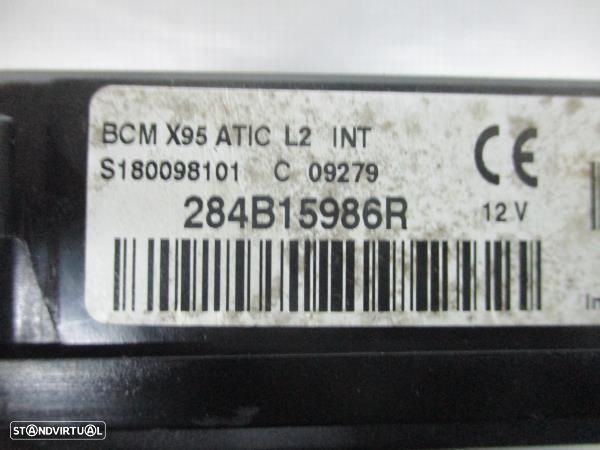 BCM X95 ATIC L2 INT
S180098101 C 09279
284B15986R
CE
12 V
STANDVIRTUAL